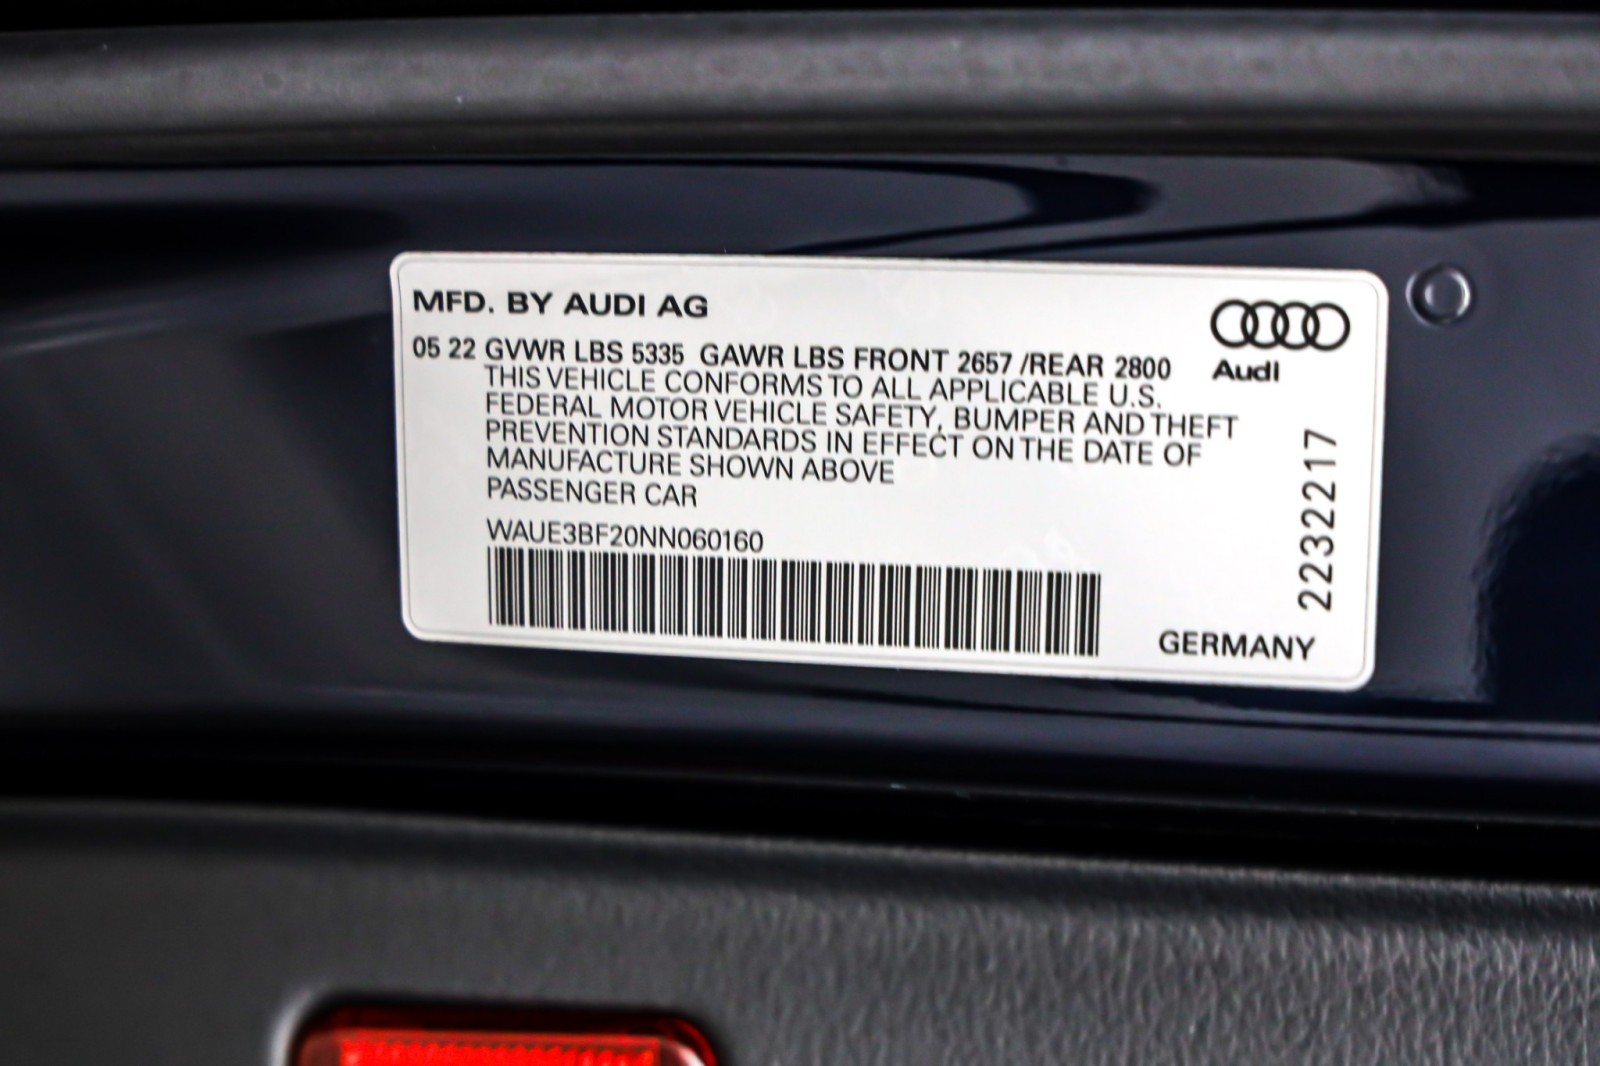 MFD. BY AUDI AG
05 22 GVWR LBS 5335 GAWR LBS FRONT 2657 /REAR 2800
THIS VEHICLE CONFORMS TO ALL APPLICABLE U.S.
FEDERAL MOTOR VEHICLE SAFETY, BUMPER AND THEFT
PREVENTION STANDARDS IN EFFECT ON THE DATE OF
MANUFACTURE SHOWN ABOVE
PASSENGER CAR
WAUE3BF20NN060160
Audi
22322217
GERMANY